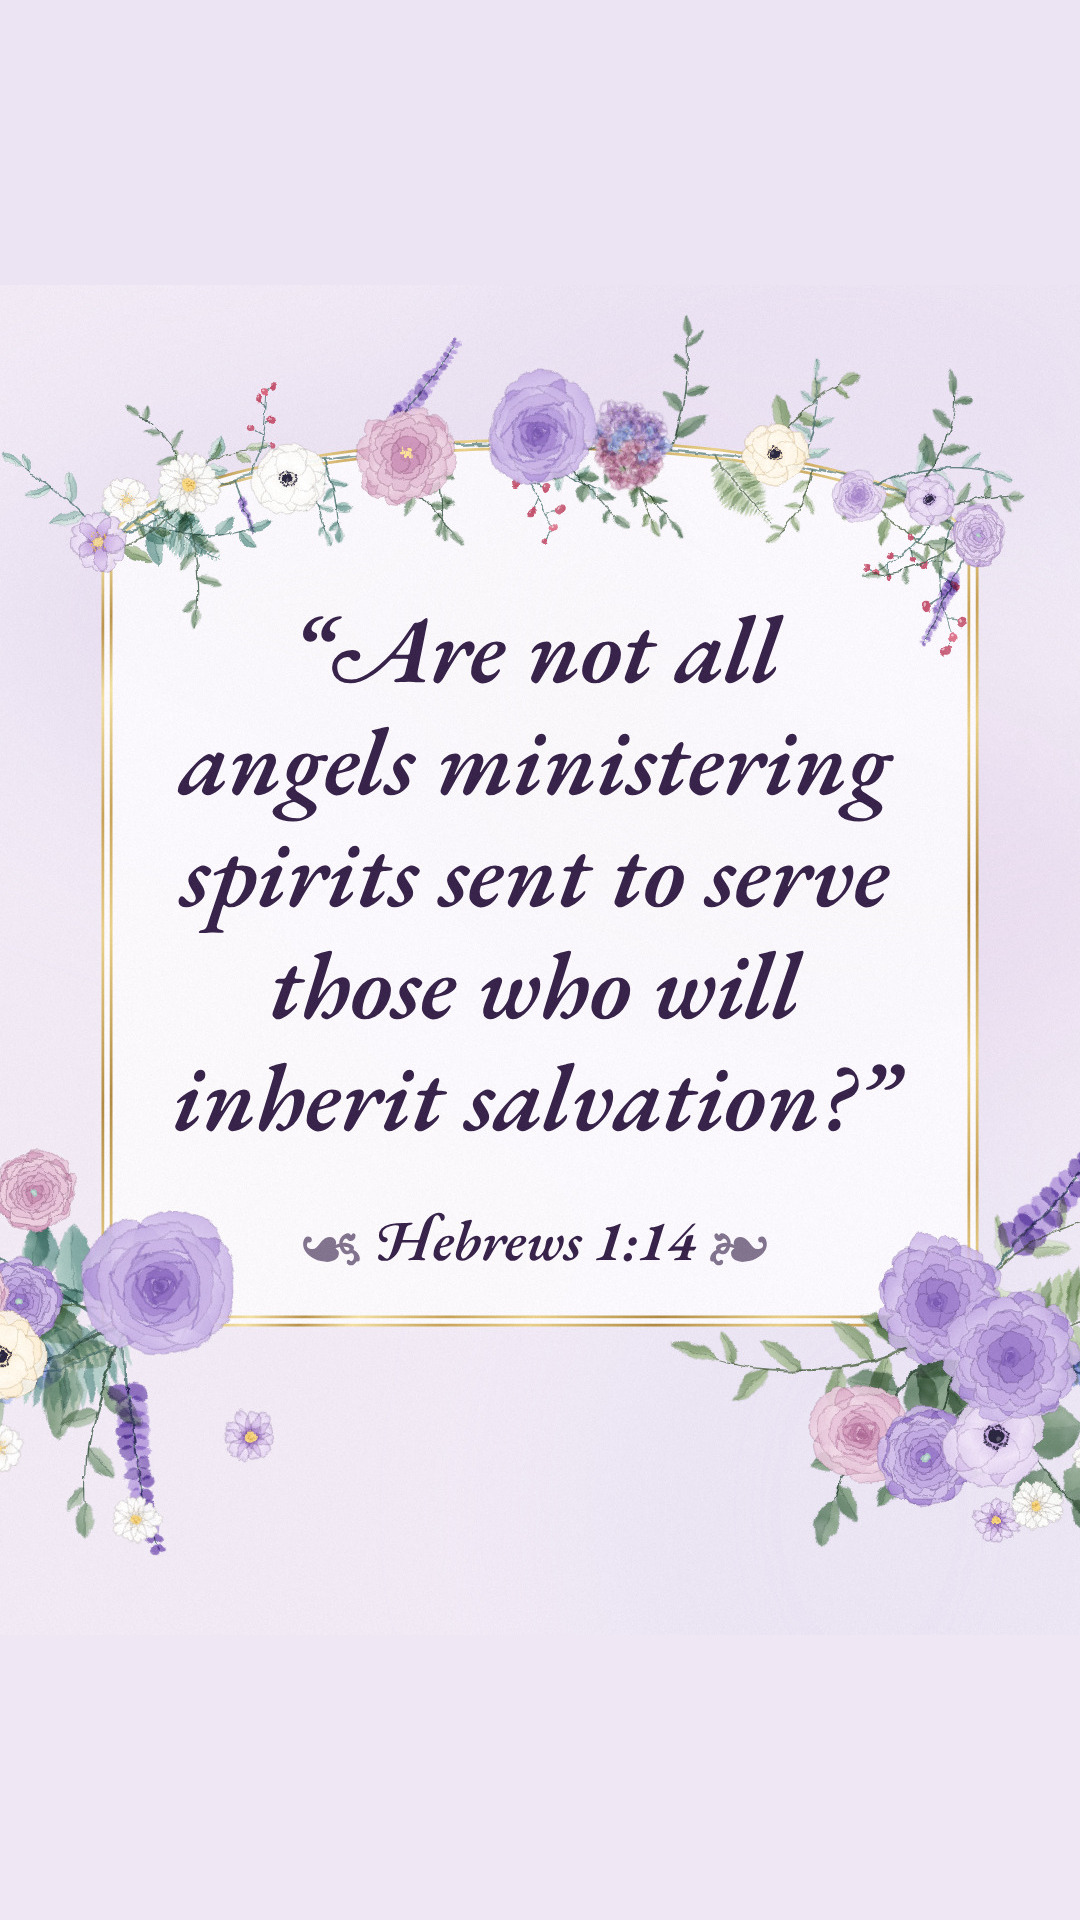 “Are not all
angels ministering
spirits sent to serve
those who will
inherit salvation?”
Hebrews 1:14